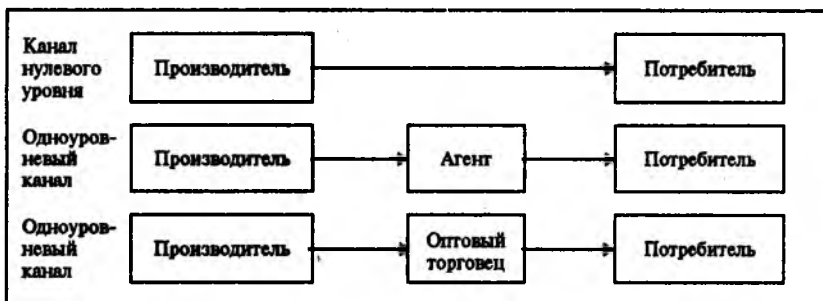 Канал
нулевого
уровня
Производитель
Потребитель
Одноуров-
невый
канал
Производитель
Агент
Потребитель
Одноуров-
невый
канал
Производитель
Оптовый
торговец
Потребитель